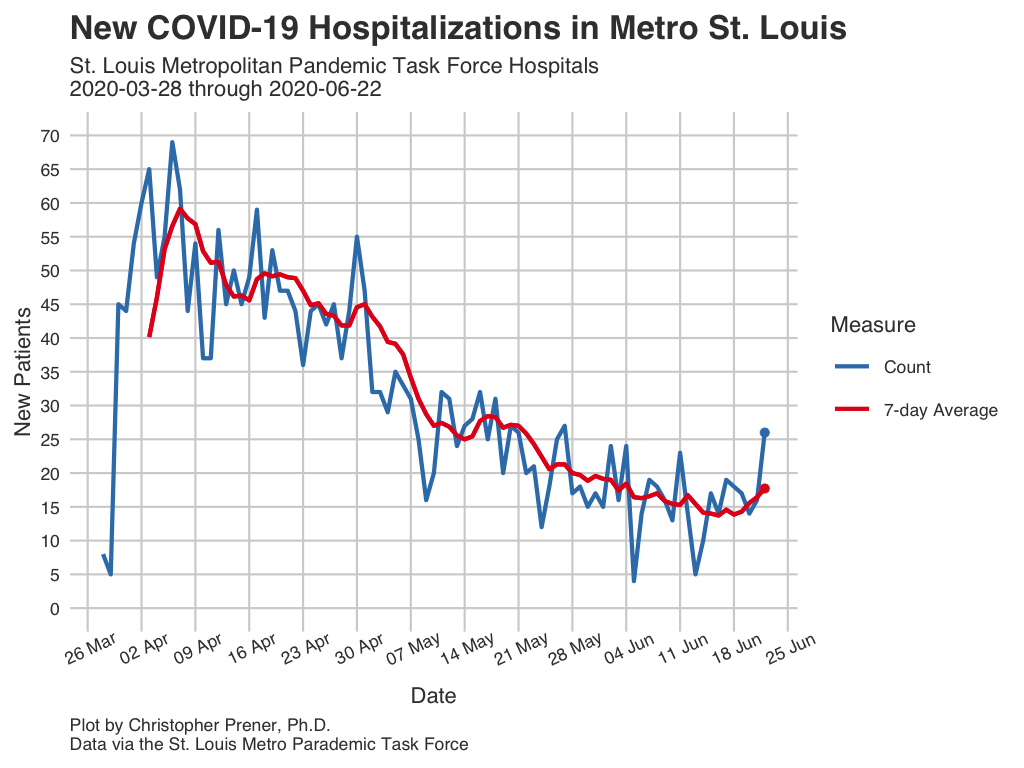 New COVID-19 Hospitalizations in Metro St. Louis
St. Louis Metropolitan Pandemic Task Force Hospitals
2020-03-28 through 2020-06-22
70
65
60
55
50
45
40
35
30
25
20
15
10
5
0
New Patients
26 Mar
02 Apr
09 Apr
16 Apr
23 Apr
30 Apr
07 May
14 May
21 May
28 May
04 Jun
11 Jun
18 Jun
25 Jun
Date
Measure
Count
7-day Average
Plot by Christopher Prener, Ph.D.
Data via the St. Louis Metro Parademic Task Force